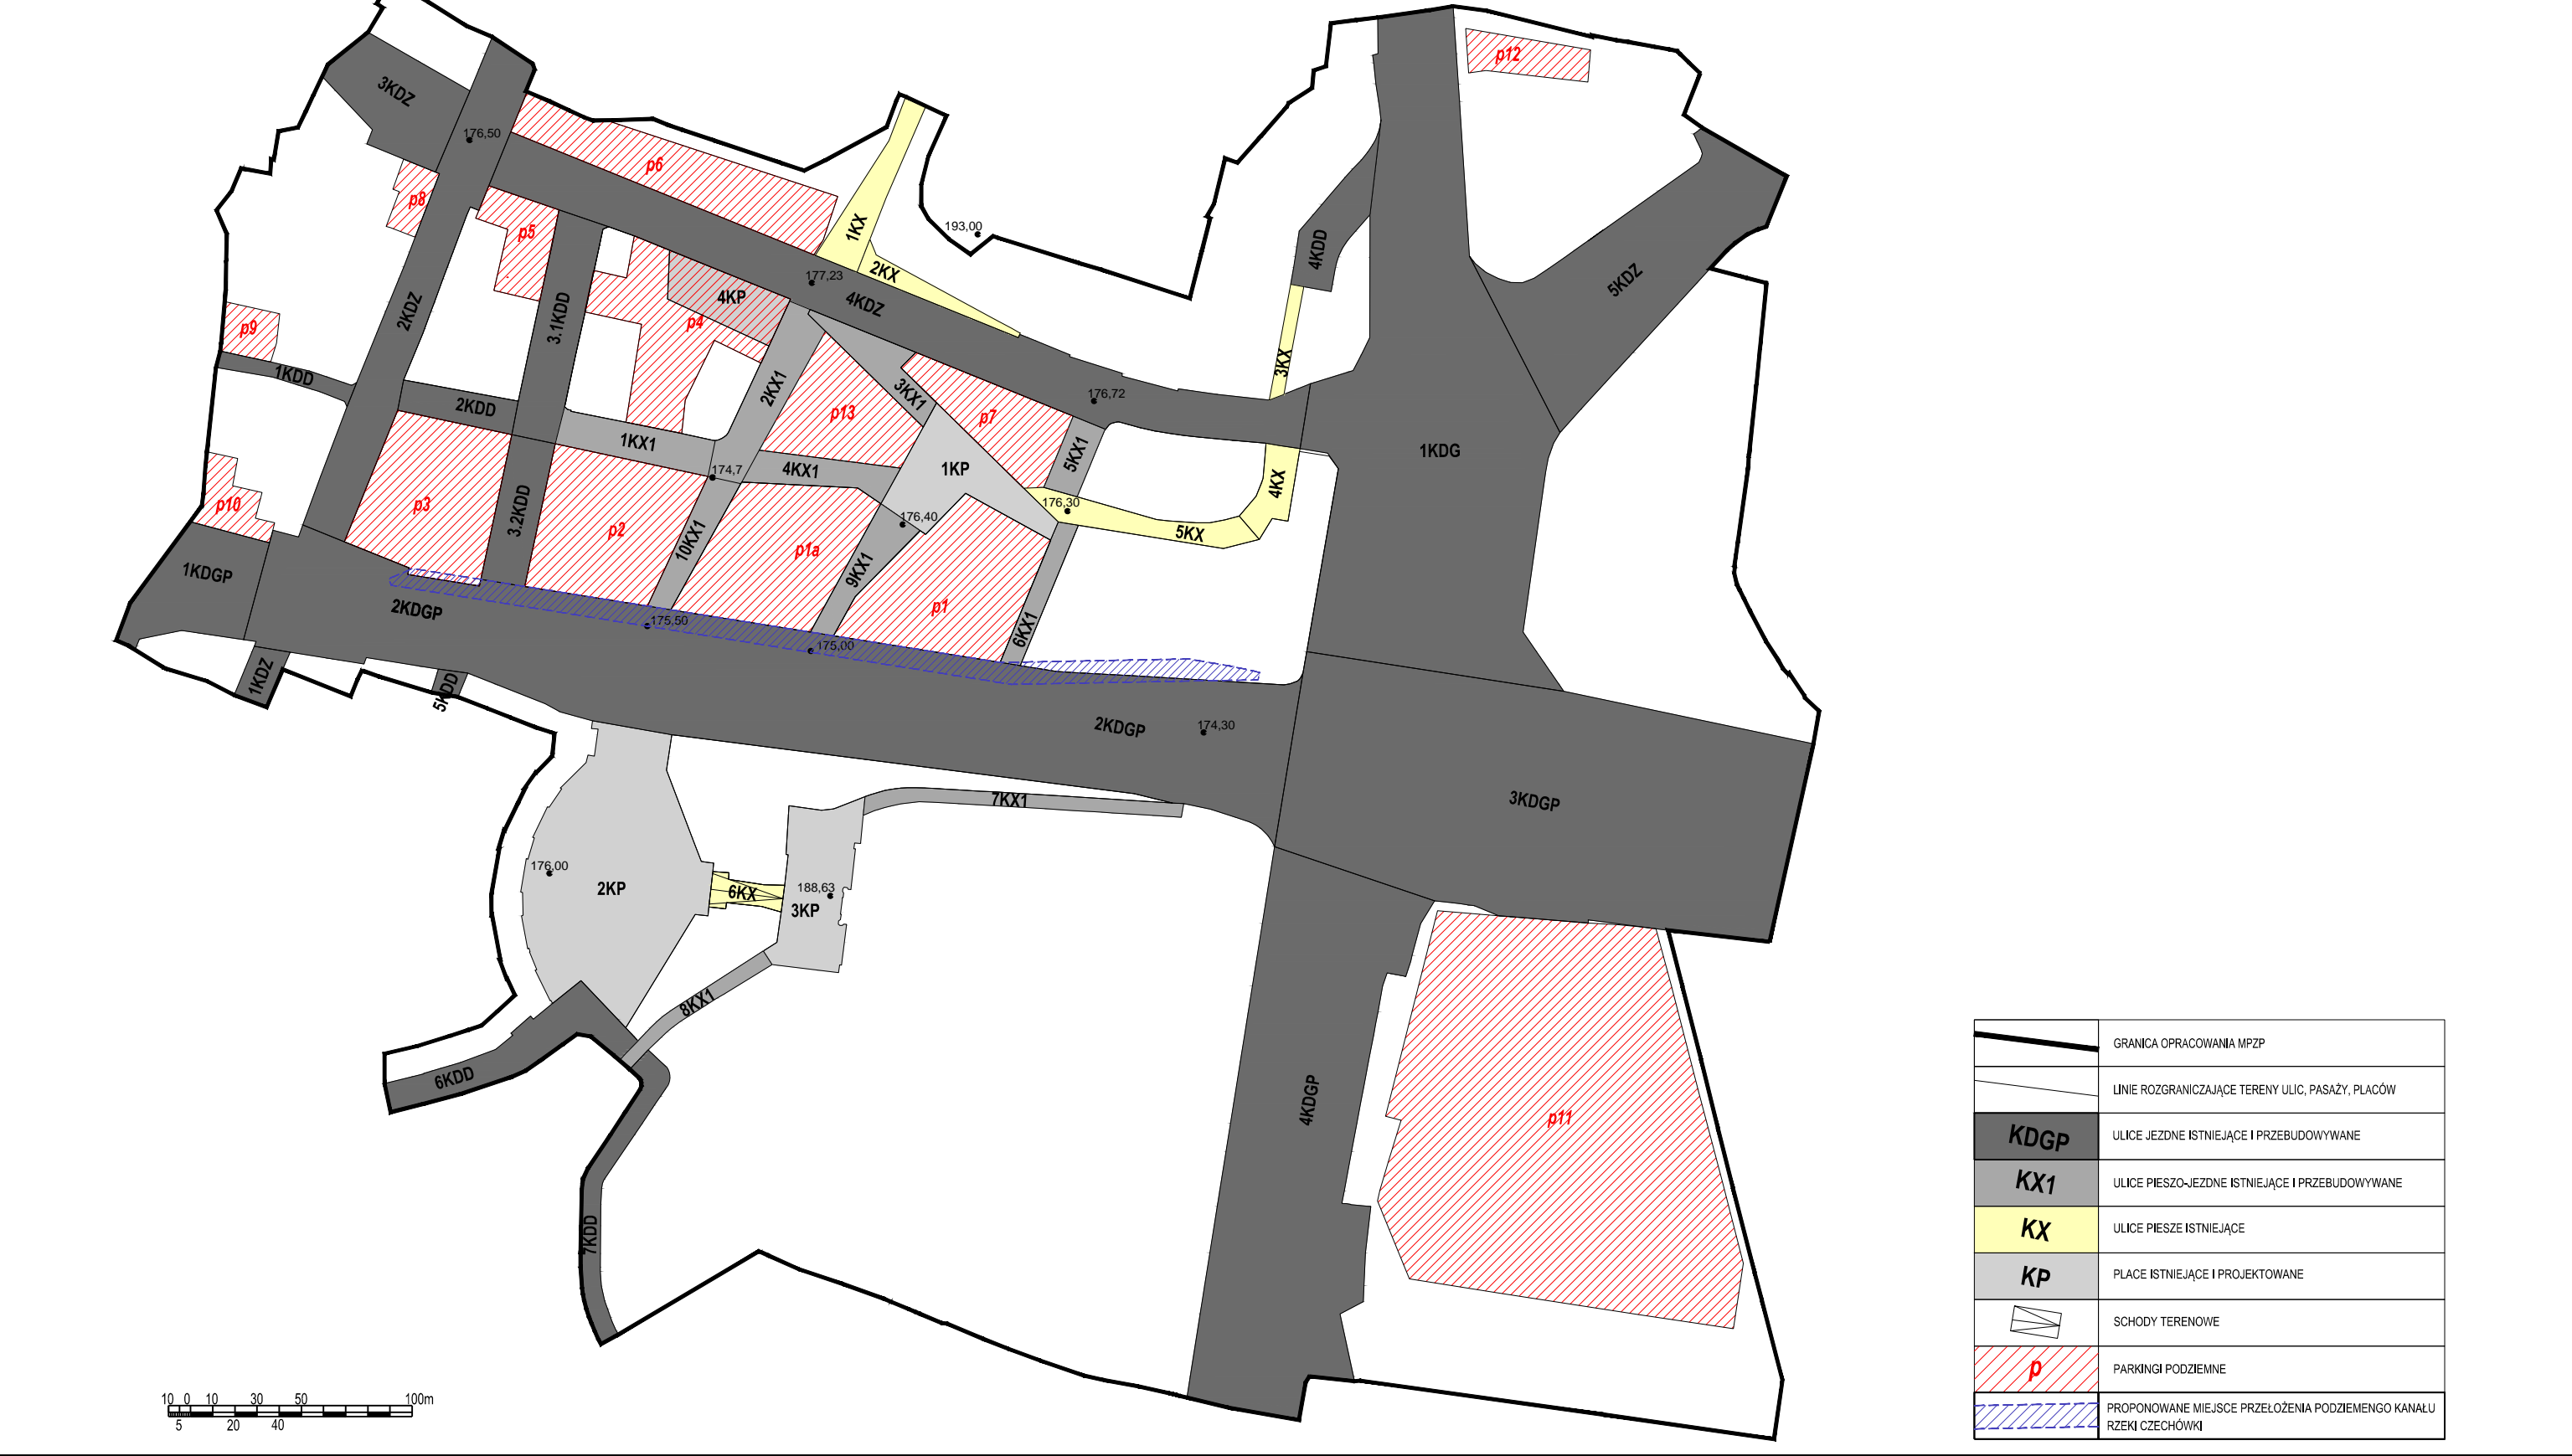 p12
3KDZ
176,50
p6
p8
1KX
193,00
p5
4KDD
2KX
177,23
5KDZ
4KP
4KDZ
2KDZ
3.1KDD
p4
p9
3KX
1KDD
2KX1
3KX1
176,72
2KDD
p13
p7
1KX1
1KDG
5KX1
174,7
4KX1
1KP
4KX
p10
p3
3.2KDD
p2
176,30
176,40
10KX1
5KX
p1a
9KX1
1KDGP
2KDGP
p1
175,50
6KX1
175,00
1KDZ
5KDD
2KDGP
174,30
7KX1
3KDGP
176,00
2KP
6KX
188,63
3KP
8KX1
6KDD
4KDGP
p11
7KDD
GRANICA OPRACOWANIA MPZP
LINIE ROZGRANICZAJĄCE TERENY ULIC, PASAŻY, PLACÓW
KDGP ULICE JEZDNE ISTNIEJĄCE I PRZEBUDOWYWANE
KX1 ULICE PIESZO-JEZDNE ISTNIEJĄCE I PRZEBUDOWYWANE
KX ULICE PIESZE ISTNIEJĄCE
KP PLACE ISTNIEJĄCE I PROJEKTOWANE
SCHODY TERENOWE
p PARKINGI PODZIEMNE
PROPONOWANE MIEJSCE PRZEŁOŻENIA PODZIEMENGO KANAŁU
RZEKI CZECHÓWKI
10 0 10 30 50 100m
5 20 40